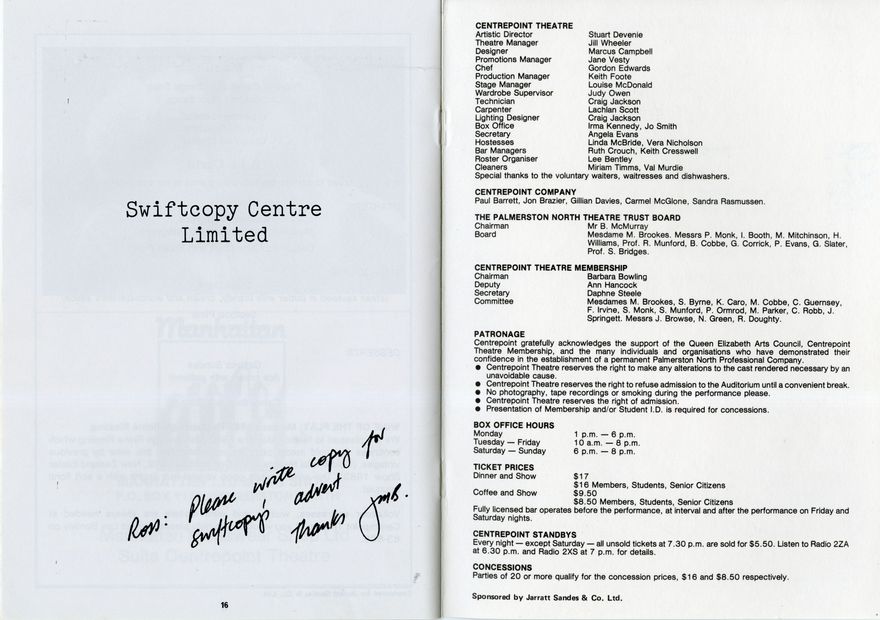 Swiftcopy Centre
Limited
Ross: Please write copy for
swiftcopy's advert
Thanks JMB.
16
CENTREPOINT THEATRE
Artistic Director Stuart Devenie
Theatre Manager Jill Wheeler
Designer Marcus Campbell
Promotions Manager Jane Vesty
Chef Gordon Edwards
Production Manager Keith Foote
Stage Manager Louise McDonald
Wardrobe Supervisor Judy Owen
Technician Craig Jackson
Carpenter Lachlan Scott
Lighting Designer Craig Jackson
Box Office Irma Kennedy, Jo Smith
Secretary Angela Evans
Hostesses Linda McBride, Vera Nicholson
Bar Managers Ruth Crouch, Keith Cresswell
Roster Organiser Lee Bentley
Cleaners Miriam Timms, Val Murdie
Special thanks to the voluntary waiters, waitresses and dishwashers.
CENTREPOINT COMPANY
Paul Barrett, Jon Brazier, Gillian Davies, Carmel McGlone, Sandra Rasmussen.
THE PALMERSTON NORTH THEATRE TRUST BOARD
Chairman Mr B. McMurray
Board Mesdame M. Brookes. Messrs P. Monk, I. Booth, M. Mitchinson, H.
Williams, Prof. R. Munford, B. Cobbe, G. Corrick, P. Evans, G. Slater,
Prof. S. Bridges.
CENTREPOINT THEATRE MEMBERSHIP
Chairman Barbara Bowling
Deputy Ann Hancock
Secretary Daphne Steele
Committee Mesdames M. Brookes, S. Byrne, K. Caro, M. Cobbe, C. Guernsey,
F. Irvine, S. Monk, S. Munford, P. Ormrod, M. Parker, C. Robb, J.
Springett. Messrs J. Browse, N. Green, R. Doughty.
PATRONAGE
Centrepoint gratefully acknowledges the support of the Queen Elizabeth Arts Council, Centrepoint
Theatre Membership, and the many individuals and organisations who have demonstrated their
confidence in the establishment of a permanent Palmerston North Professional Company.
● Centrepoint Theatre reserves the right to make any alterations to the cast rendered necessary by an
unavoidable cause.
● Centrepoint Theatre reserves the right to refuse admission to the Auditorium until a convenient break.
● No photography, tape recordings or smoking during the performance please.
● Centrepoint Theatre reserves the right of admission.
● Presentation of Membership and/or Student I.D. is required for concessions.
BOX OFFICE HOURS
Monday 1 p.m. — 6 p.m.
Tuesday — Friday 10 a.m. — 8 p.m.
Saturday — Sunday 6 p.m. — 8 p.m.
TICKET PRICES
Dinner and Show $17
$16 Members, Students, Senior Citizens
Coffee and Show $9.50
$8.50 Members, Students, Senior Citizens
Fully licensed bar operates before the performance, at interval and after the performance on Friday and
Saturday nights.
CENTREPOINT STANDBYS
Every night — except Saturday — all unsold tickets at 7.30 p.m. are sold for $5.50. Listen to Radio 2ZA
at 6.30 p.m. and Radio 2XS at 7 p.m. for details.
CONCESSIONS
Parties of 20 or more qualify for the concession prices, $16 and $8.50 respectively.
Sponsored by Jarratt Sandes & Co. Ltd.